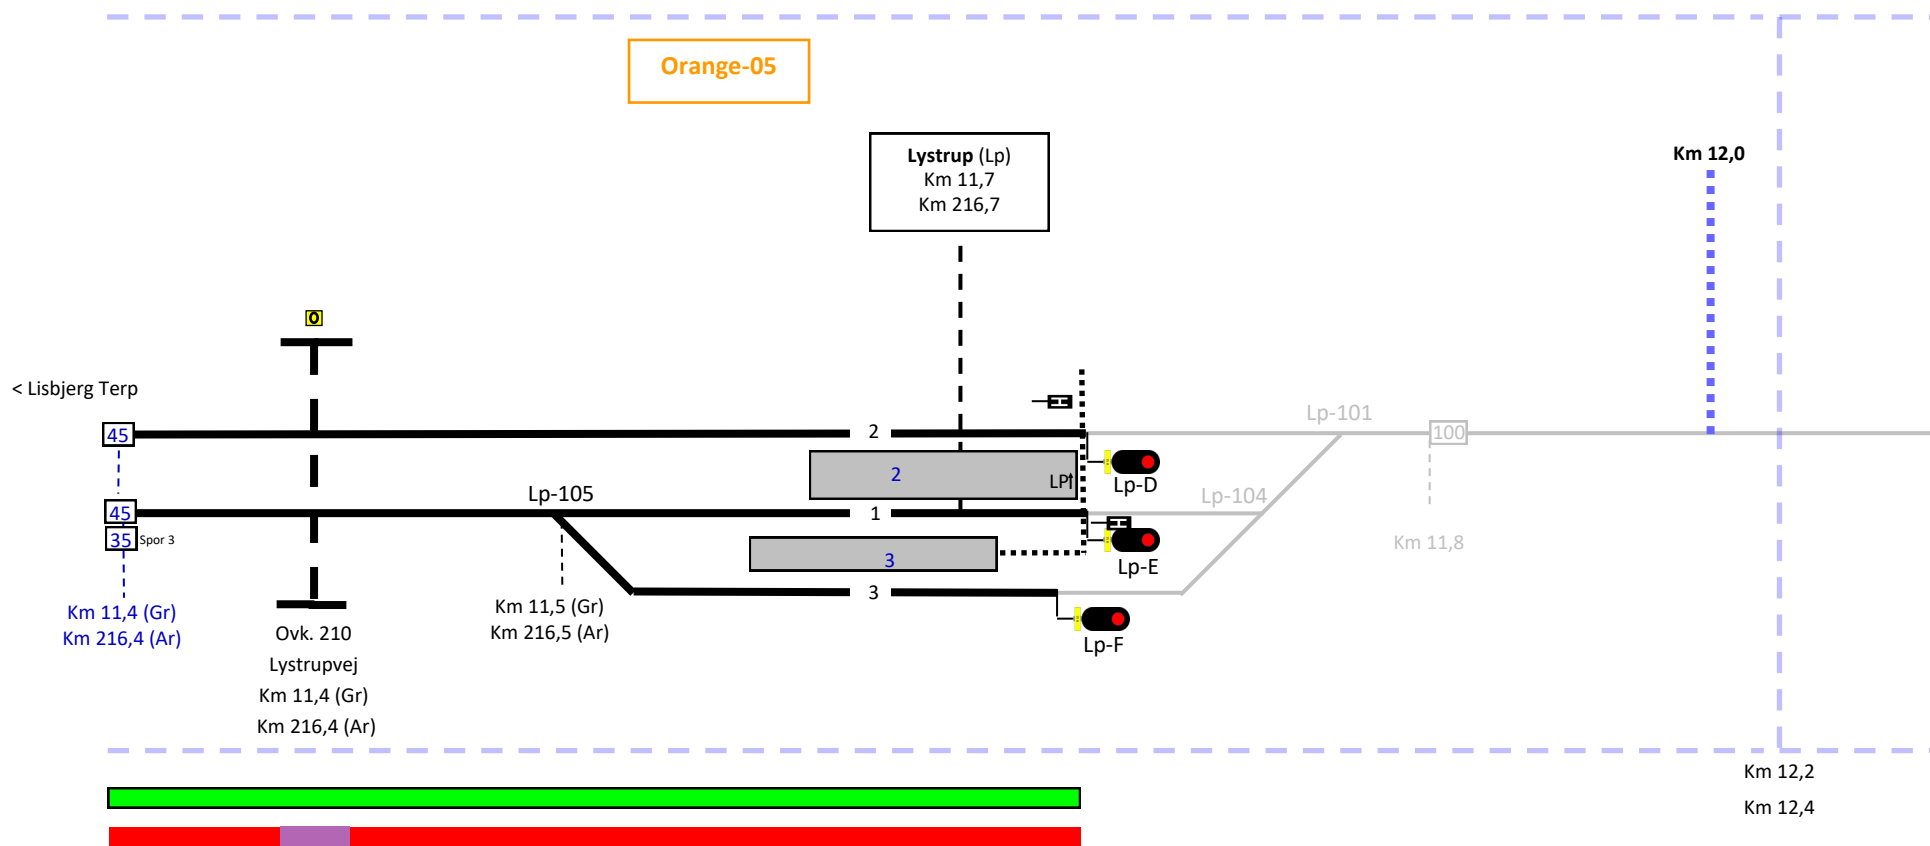 Orange-05
Lystrup (Lp)
Km 11,7
Km 216,7
Km 12,0
O
< Lisbjerg Terp
Lp-101
45
2
100
2
LP
Lp-D
Lp-105
Lp-104
45
1
35 Spor 3
3
Km 11,8
Lp-E
3
Km 11,4 (Gr)
Km 216,4 (Ar)
Km 11,5 (Gr)
Km 216,5 (Ar)
Lp-F
Ovk. 210
Lystrupvej
Km 11,4 (Gr)
Km 216,4 (Ar)
Km 12,2
Km 12,4